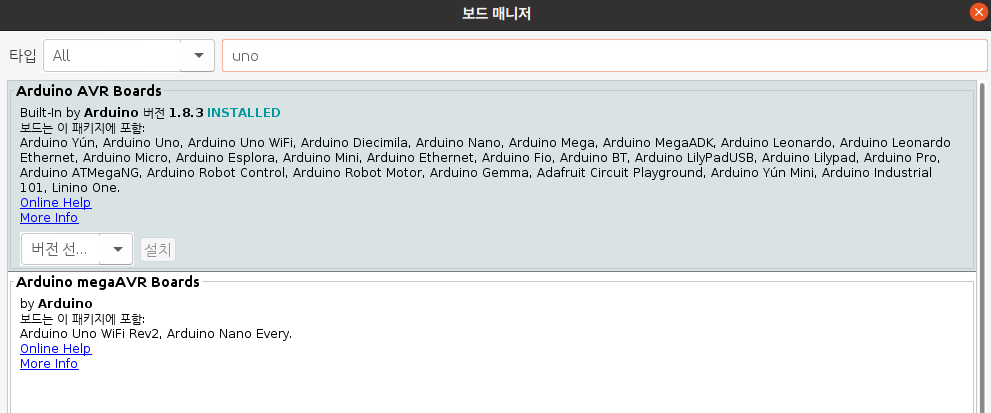 보드 매니저
타입 All uno
Arduino AVR Boards
Built-In by Arduino 버전 1.8.3 INSTALLED
보드는 이 패키지에 포함:
Arduino Yún, Arduino Uno, Arduino Uno WiFi, Arduino Diecimila, Arduino Nano, Arduino Mega, Arduino MegaADK, Arduino Leonardo, Arduino Leonardo
Ethernet, Arduino Micro, Arduino Esplora, Arduino Mini, Arduino Ethernet, Arduino Fio, Arduino BT, Arduino LilyPadUSB, Arduino Lilypad, Arduino Pro,
Arduino ATMegaNG, Arduino Robot Control, Arduino Robot Motor, Arduino Gemma, Adafruit Circuit Playground, Arduino Yún Mini, Arduino Industrial
101, Linino One.
Online Help
More Info
버전 선... 설치
Arduino megaAVR Boards
by Arduino
보드는 이 패키지에 포함:
Arduino Uno WiFi Rev2, Arduino Nano Every.
Online Help
More Info